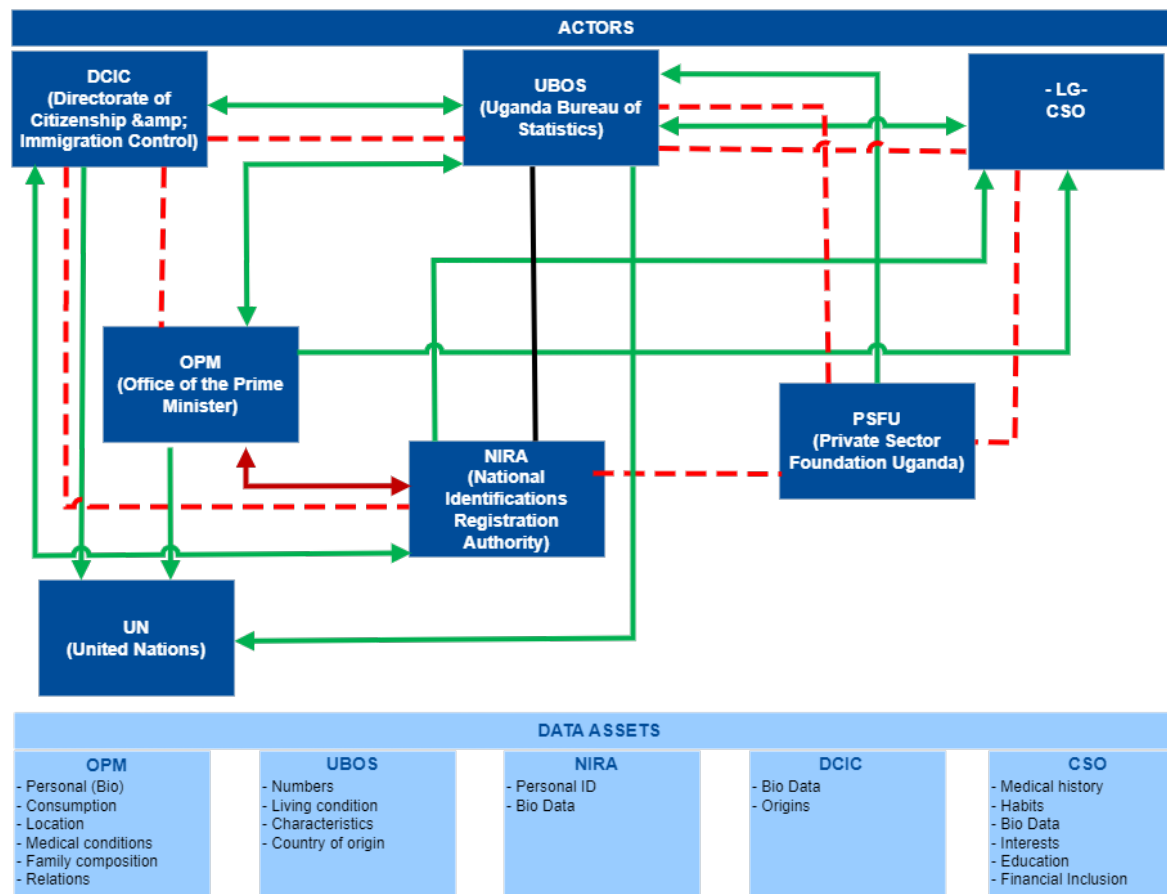 ACTORS
DCIC
(Directorate of
Citizenship &amp;
Immigration Control)
UBOS
(Uganda Bureau of
Statistics)
- LG-
CSO
OPM
(Office of the Prime
Minister)
PSFU
(Private Sector
Foundation Uganda)
NIRA
(National
Identifications
Registration
Authority)
UN
(United Nations)
DATA ASSETS
OPM
- Personal (Bio)
- Consumption
- Location
- Medical conditions
- Family composition
- Relations
UBOS
- Numbers
- Living condition
- Characteristics
- Country of origin
NIRA
- Personal ID
- Bio Data
DCIC
- Bio Data
- Origins
CSO
- Medical history
- Habits
- Bio Data
- Interests
- Education
- Financial Inclusion